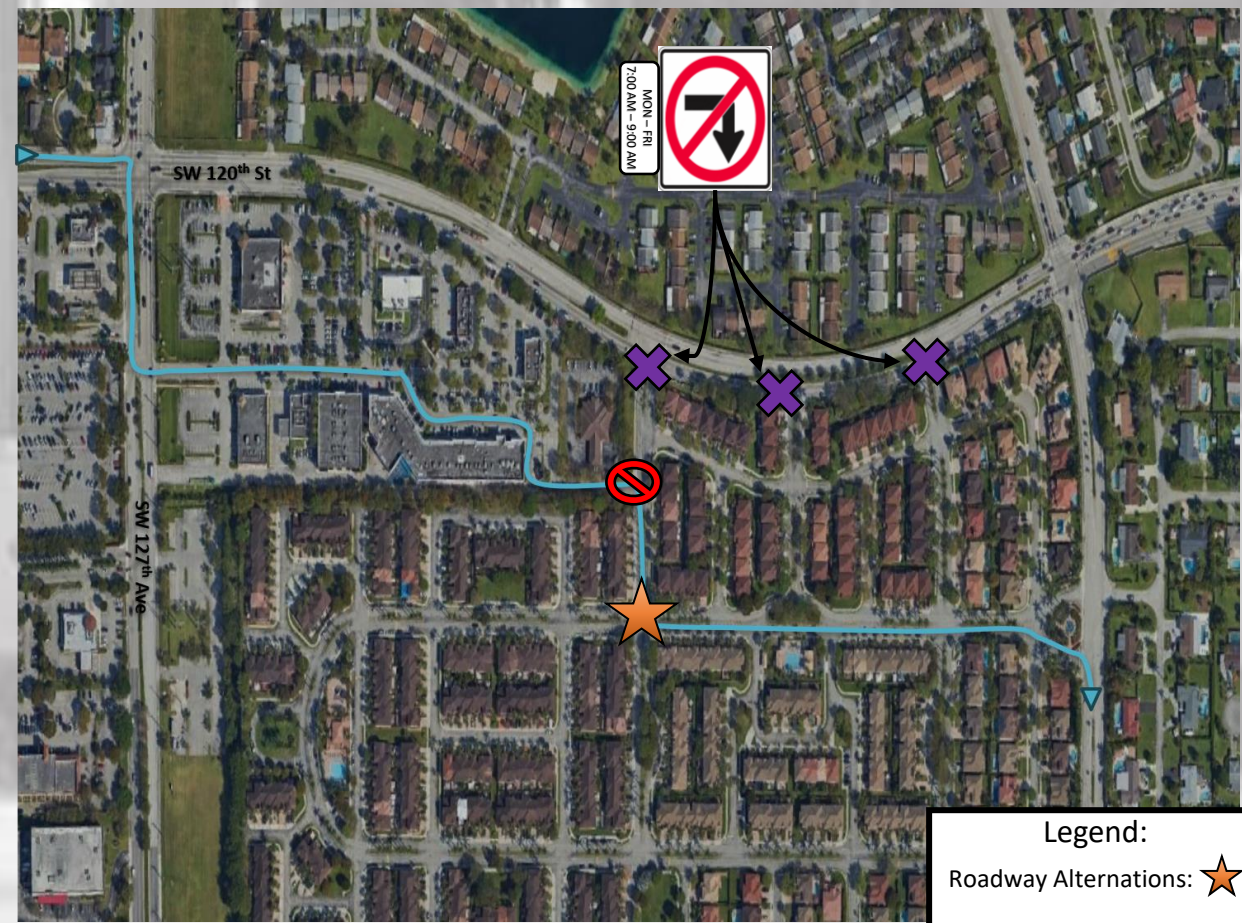 MON – FRI
7:00 AM – 9:00 AM
SW 120th St
SW 127th Ave
Legend:
Roadway Alternations: